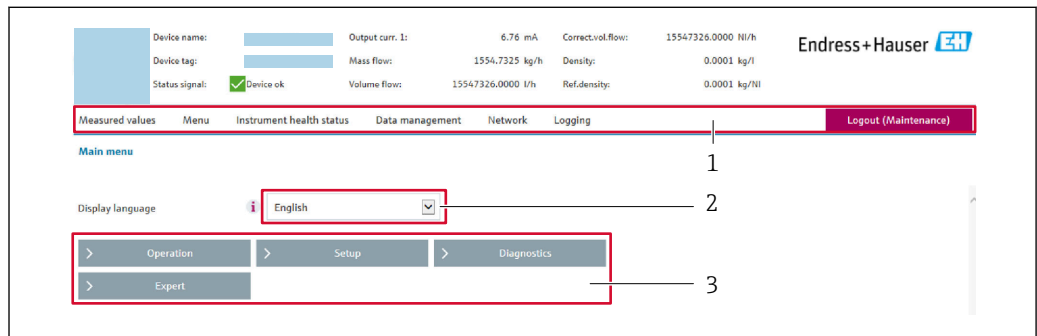 Device name: Output curr. 1: 6.76 mA Correct.vol.flow: 15547326.0000 Nl/h
Endress+Hauser EH
Device tag: Mass flow: 1554.7325 kg/h Density: 0.0001 kg/l
Status signal: Device ok Volume flow: 15547326.0000 l/h Ref.density: 0.0001 kg/Nl
Measured values Menu Instrument health status Data management Network Logging Logout (Maintenance)
1
Main menu
Display language i English 2
> Operation > Setup > Diagnostics
> Expert 3